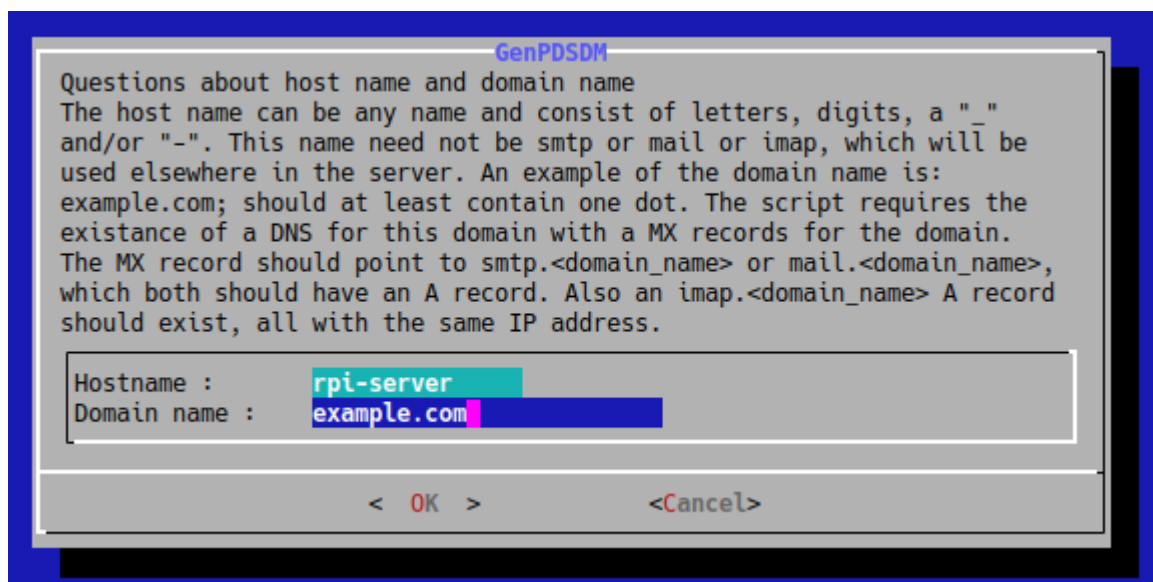 GenPDSDM
Questions about host name and domain name
The host name can be any name and consist of letters, digits, a "_"
and/or "-". This name need not be smtp or mail or imap, which will be
used elsewhere in the server. An example of the domain name is:
example.com; should at least contain one dot. The script requires the
existance of a DNS for this domain with a MX records for the domain.
The MX record should point to smtp.<domain_name> or mail.<domain_name>,
which both should have an A record. Also an imap.<domain_name> A record
should exist, all with the same IP address.
Hostname : rpi-server
Domain name : example.com
< OK > <Cancel>